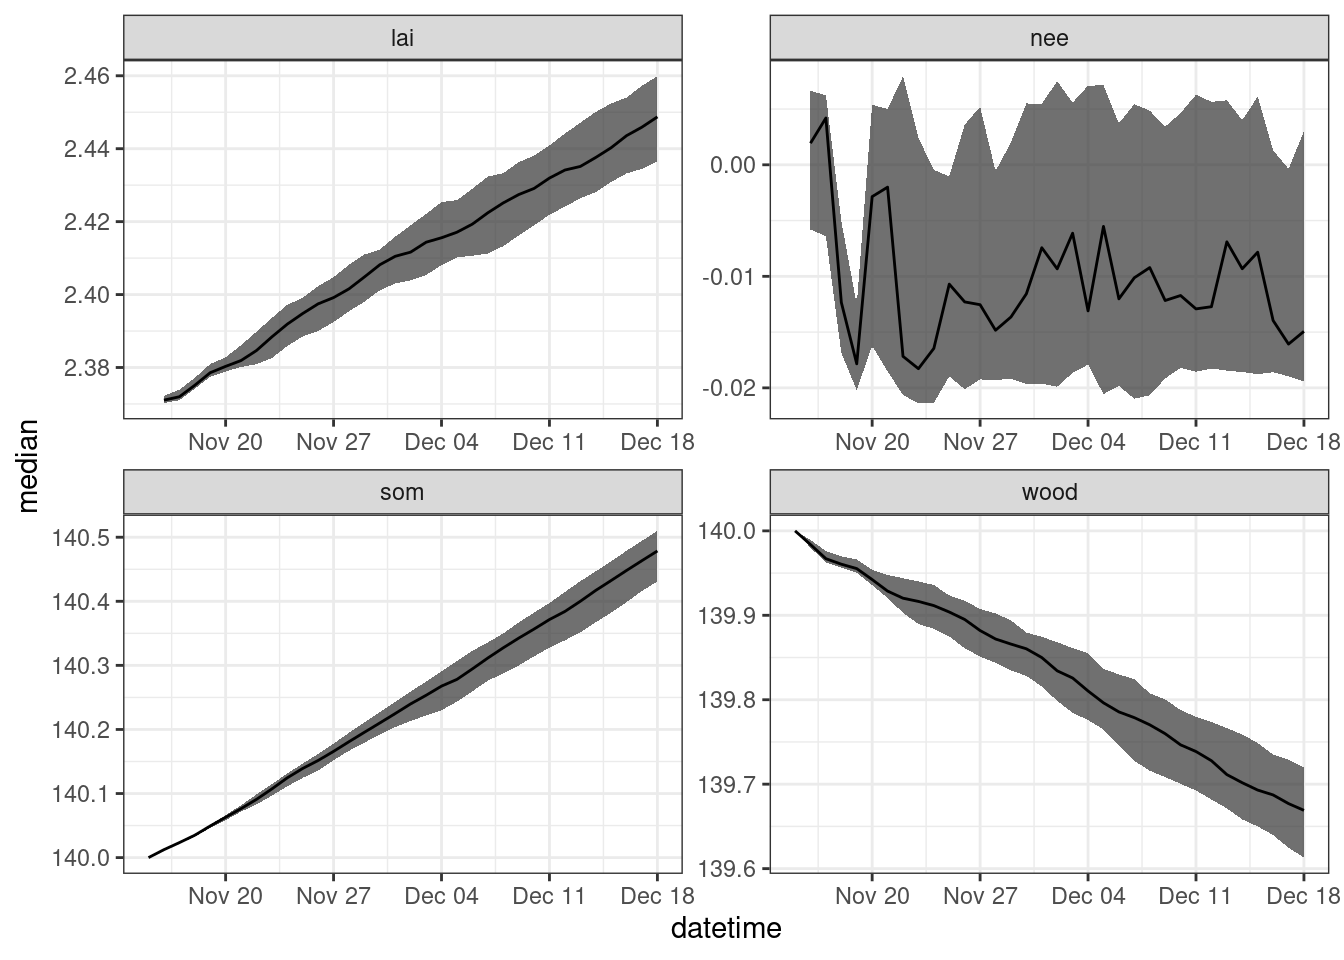 lai
nee
2.46
2.44
2.42
2.40
2.38
0.00
-0.01
-0.02
Nov 20 Nov 27 Dec 04 Dec 11 Dec 18
Nov 20 Nov 27 Dec 04 Dec 11 Dec 18
median
som
wood
140.5
140.4
140.3
140.2
140.1
140.0
140.0
139.9
139.8
139.7
139.6
Nov 20 Nov 27 Dec 04 Dec 11 Dec 18
Nov 20 Nov 27 Dec 04 Dec 11 Dec 18
datetime